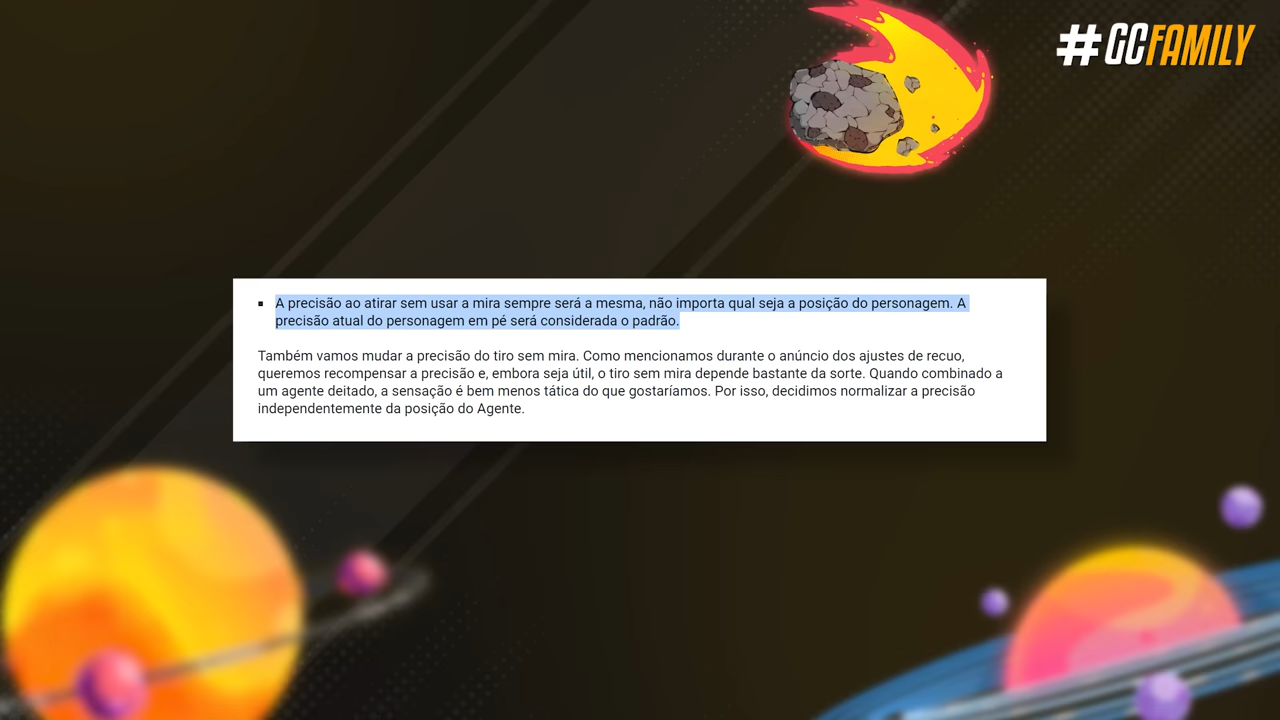 #GCFAMILY
▪ A precisão ao atirar sem usar a mira sempre será a mesma, não importa qual seja a posição do personagem. A
precisão atual do personagem em pé será considerada o padrão.
Também vamos mudar a precisão do tiro sem mira. Como mencionamos durante o anúncio dos ajustes de recuo,
queremos recompensar a precisão e, embora seja útil, o tiro sem mira depende bastante da sorte. Quando combinado a
um agente deitado, a sensação é bem menos tática do que gostaríamos. Por isso, decidimos normalizar a precisão
independentemente da posição do Agente.